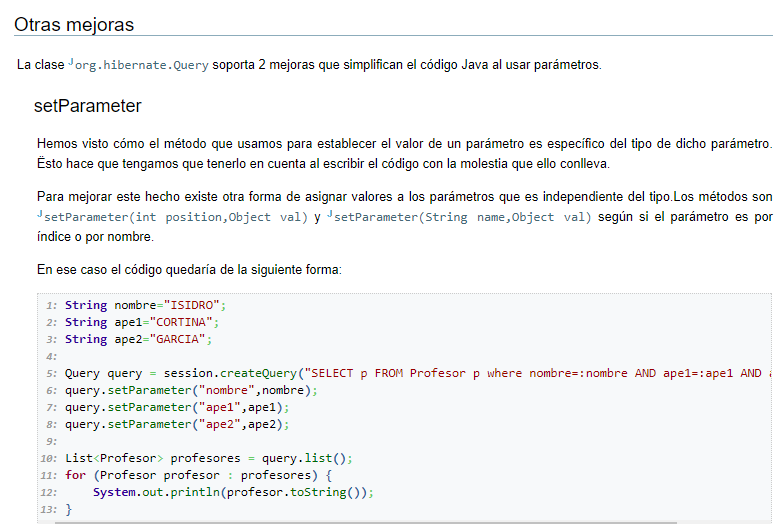 Otras mejoras
La clase org.hibernate.Query soporta 2 mejoras que simplifican el código Java al usar parámetros.
setParameter
Hemos visto cómo el método que usamos para establecer el valor de un parámetro es específico del tipo de dicho parámetro.
Ésto hace que tengamos que tenerlo en cuenta al escribir el código con la molestia que ello conlleva.
Para mejorar este hecho existe otra forma de asignar valores a los parámetros que es independiente del tipo.Los métodos son
setParameter(int position,Object val) y setParameter(String name,Object val) según si el parámetro es por
índice o por nombre.
En ese caso el código quedaría de la siguiente forma:
1: String nombre="ISIDRO";
2: String ape1="CORTINA";
3: String ape2="GARCIA";
4:
5: Query query = session.createQuery("SELECT p FROM Profesor p where nombre=:nombre AND ape1=:ape1 AND
6: query.setParameter("nombre",nombre);
7: query.setParameter("ape1",ape1);
8: query.setParameter("ape2",ape2);
9:
10: List<Profesor> profesores = query.list();
11: for (Profesor profesor : profesores) {
12:     System.out.println(profesor.toString());
13: }